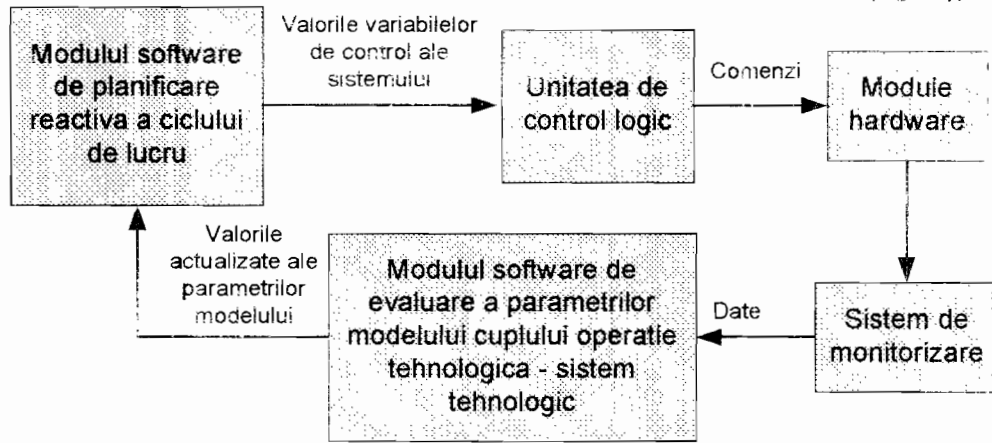 Modulul software
de planificare
reactiva a ciclului
de lucru
Valorile variabilelor
de control ale
sistemului
Unitatea de
control logic
Comenzi
Module
hardware
Valorile
actualizate ale
parametrilor
modelului
Modulul software de
evaluare a parametrilor
modelului cuplului operatie
tehnologica - sistem
tehnologic
Date
Sistem de
monitorizare